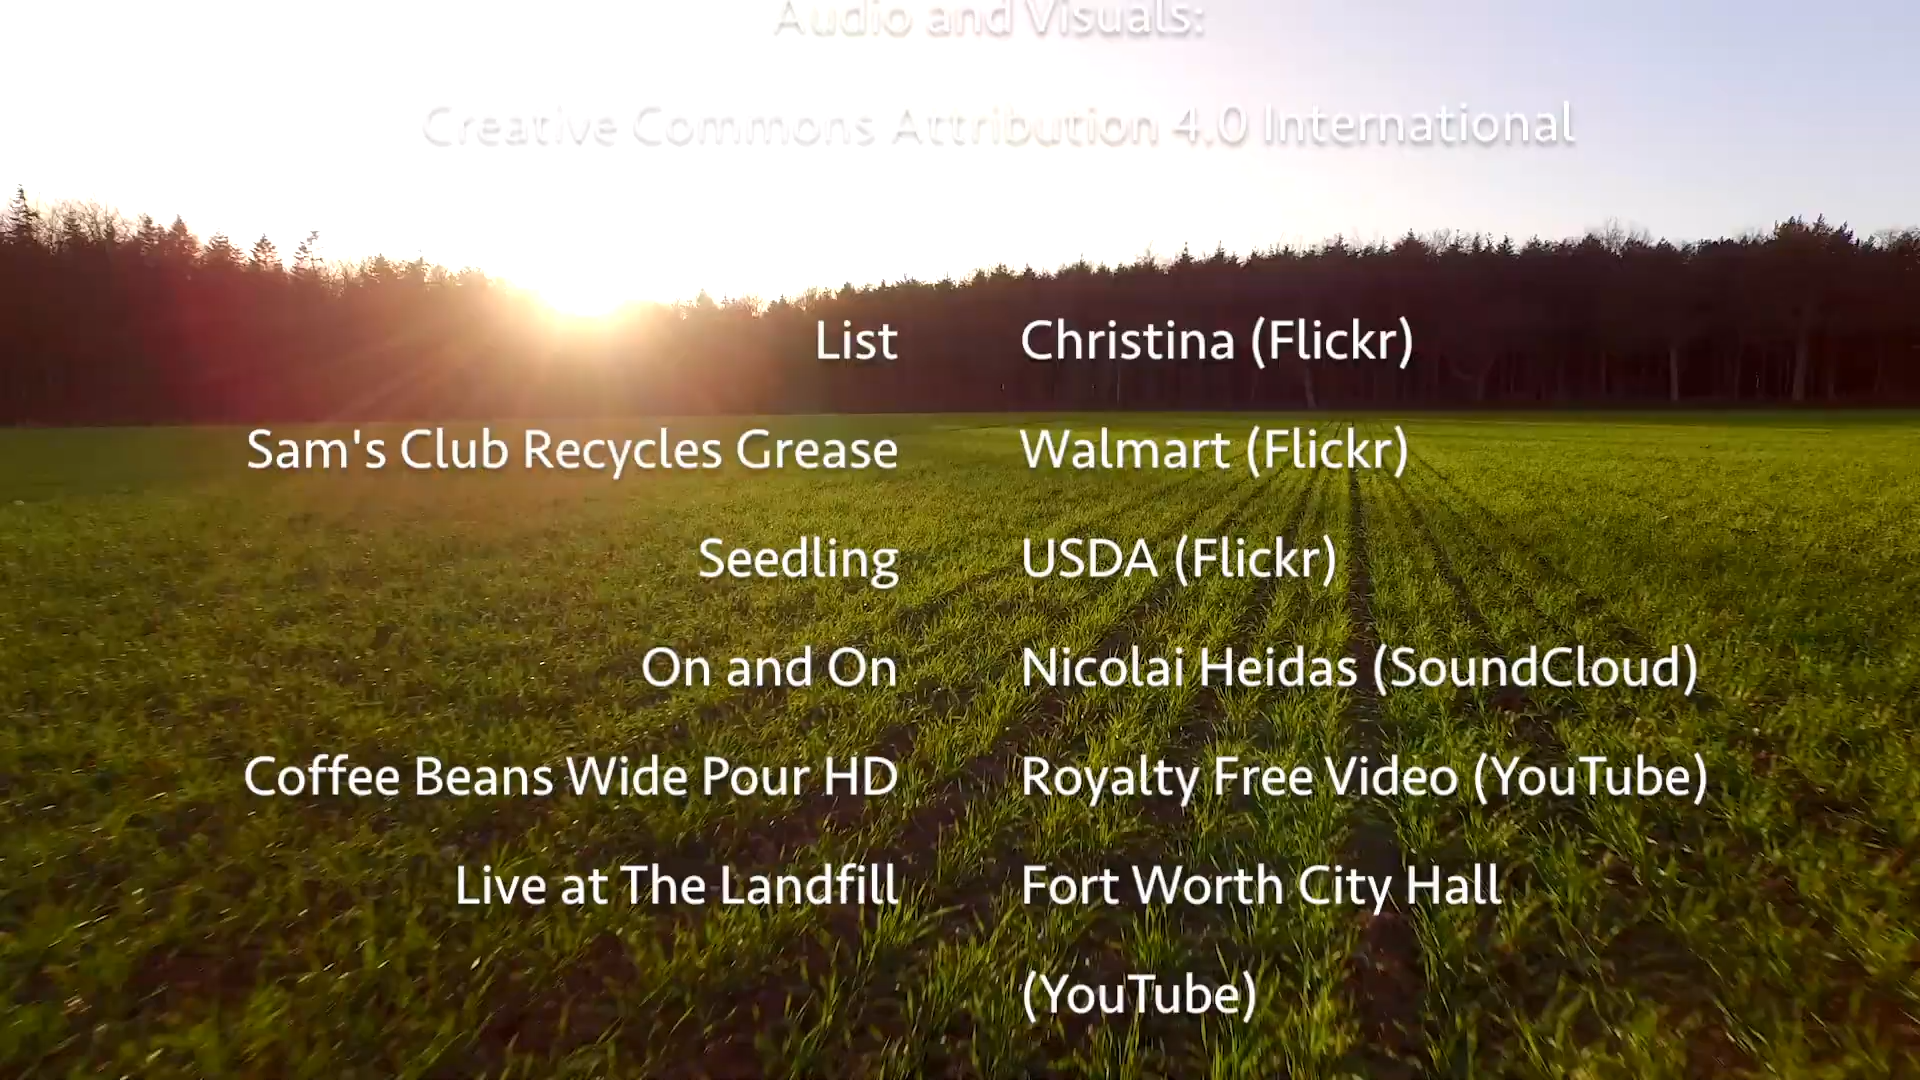 Audio and Visuals:
Creative Commons Attribution 4.0 International
List Christina (Flickr)
Sam's Club Recycles Grease Walmart (Flickr)
Seedling USDA (Flickr)
On and On Nicolai Heidas (SoundCloud)
Coffee Beans Wide Pour HD Royalty Free Video (YouTube)
Live at The Landfill Fort Worth City Hall
(YouTube)